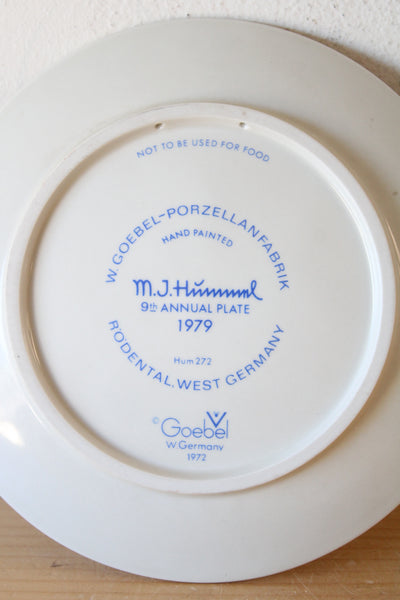 NOT TO BE USED FOR FOOD
W. GOEBEL-PORZELLANFABRIK
HAND PAINTED
M.J. Hummel
9th ANNUAL PLATE
1979
Hum 272
RODENTAL, WEST GERMANY
© Goebel
W. Germany
1972